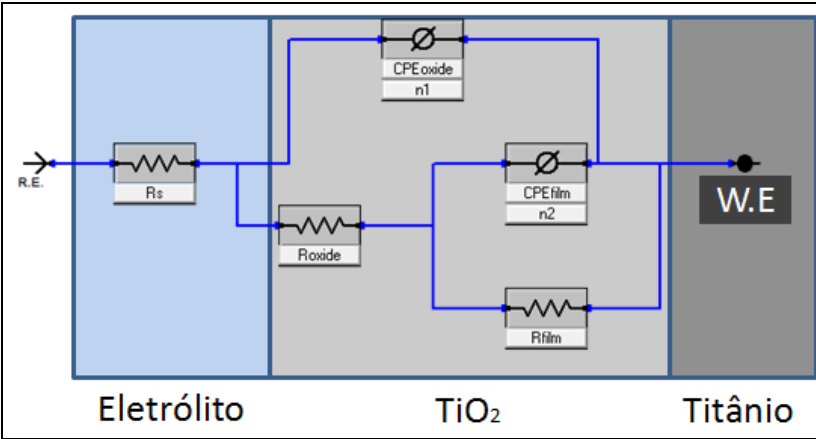 CPEoxide
n1
R.E.
Rs
CPEfilm
n2
W.E
Roxide
Rfilm
Eletrólito
TiO₂
Titânio